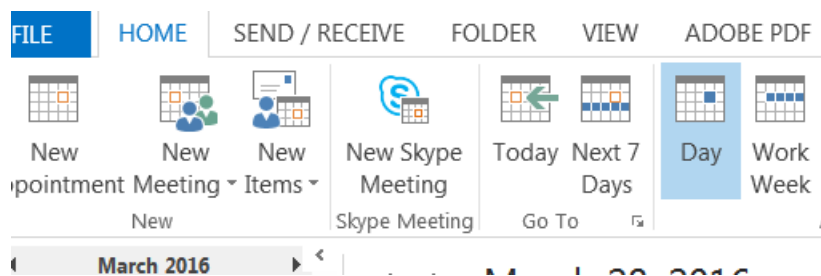 FILE HOME SEND / RECEIVE FOLDER VIEW ADOBE PDF
New New New New Skype Today Next 7 Day Work
ppointment Meeting Items Meeting Days Week
New Skype Meeting Go To
March 2016